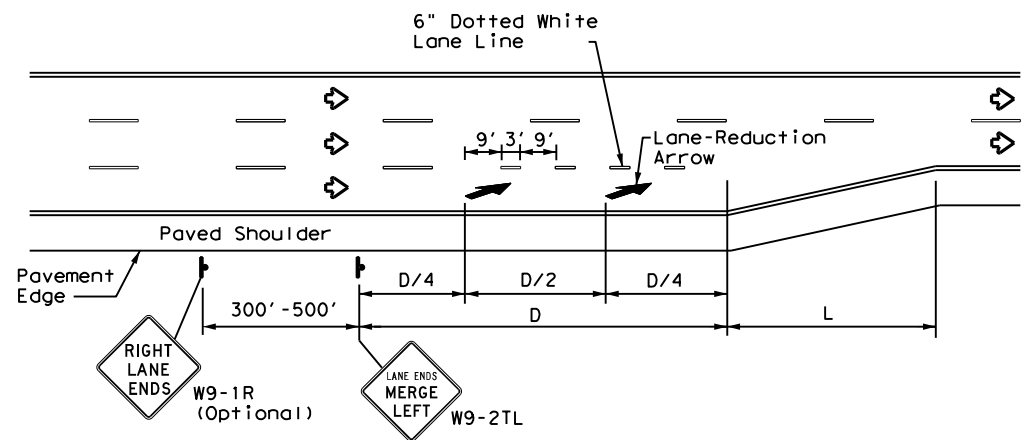 6" Dotted White
Lane Line
9' 3' 9'
Lane-Reduction
Arrow
Paved Shoulder
Pavement
Edge
D/4 D/2 D/4
300'-500' D L
RIGHT
LANE
ENDS
W9-1R
(Optional)
LANE ENDS
MERGE
LEFT
W9-2TL